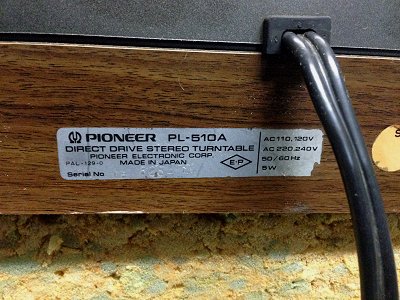 PIONEER PL-510A
DIRECT DRIVE STEREO TURNTABLE
PIONEER ELECTRONIC CORP.
PAL-129-0 MADE IN JAPAN
Serial No
E·P
AC110,120V
AC220,240V
50/60Hz
5W
S